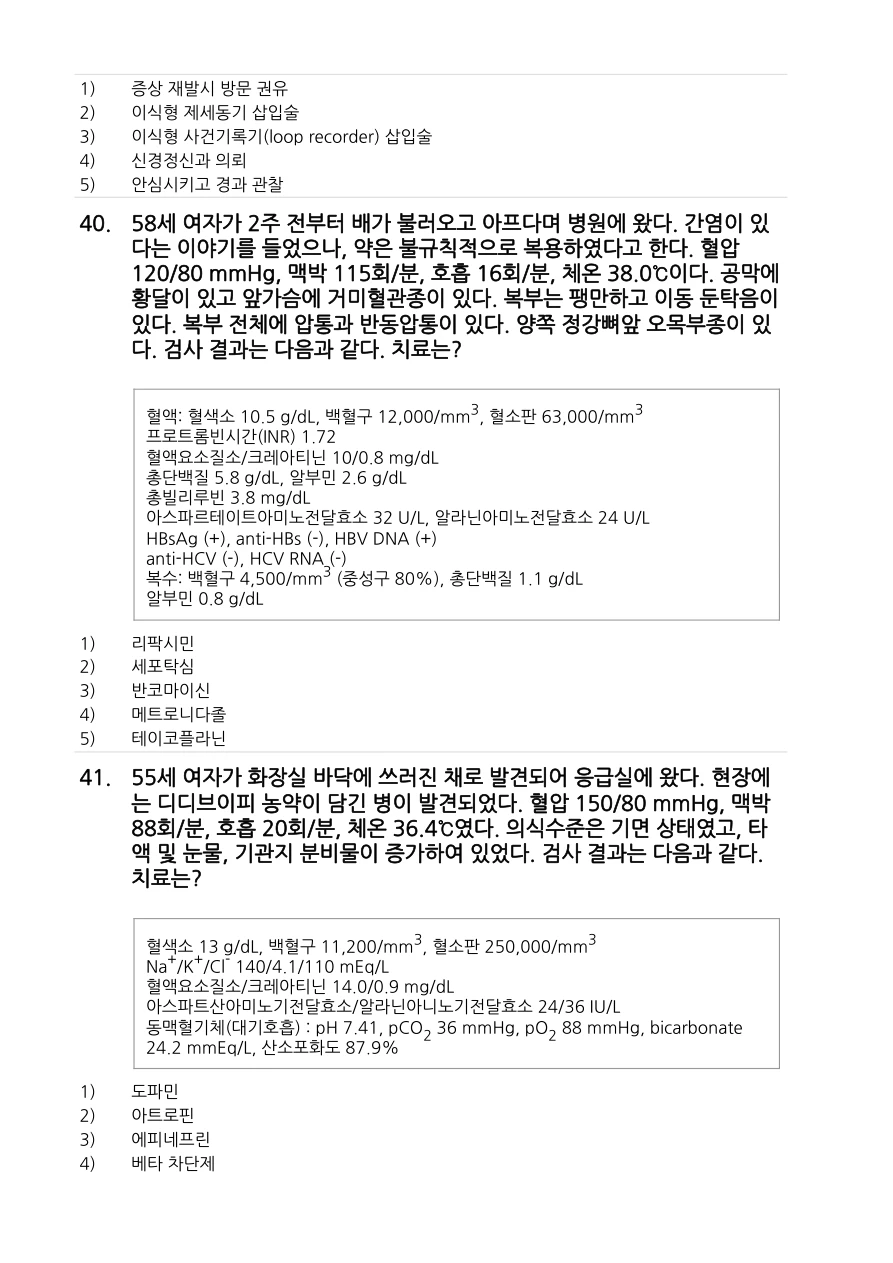 1) 증상 재발시 방문 권유
2) 이식형 제세동기 삽입술
3) 이식형 사건기록기(loop recorder) 삽입술
4) 신경정신과 의뢰
5) 안심시키고 경과 관찰
40. 58세 여자가 2주 전부터 배가 불러오고 아프다며 병원에 왔다. 간염이 있
다는 이야기를 들었으나, 약은 불규칙적으로 복용하였다고 한다. 혈압
120/80 mmHg, 맥박 115회/분, 호흡 16회/분, 체온 38.0℃이다. 공막에
황달이 있고 앞가슴에 거미혈관종이 있다. 복부는 팽만하고 이동 둔탁음이
있다. 복부 전체에 압통과 반동압통이 있다. 양쪽 정강뼈앞 오목부종이 있
다. 검사 결과는 다음과 같다. 치료는?
혈액: 혈색소 10.5 g/dL, 백혈구 12,000/mm³, 혈소판 63,000/mm³
프로트롬빈시간(INR) 1.72
혈액요소질소/크레아티닌 10/0.8 mg/dL
총단백질 5.8 g/dL, 알부민 2.6 g/dL
총빌리루빈 3.8 mg/dL
아스파르테이트아미노전달효소 32 U/L, 알라닌아미노전달효소 24 U/L
HBsAg (+), anti-HBs (-), HBV DNA (+)
anti-HCV (-), HCV RNA (-)
복수: 백혈구 4,500/mm³ (중성구 80%), 총단백질 1.1 g/dL
알부민 0.8 g/dL
1) 리팍시민
2) 세포탁심
3) 반코마이신
4) 메트로니다졸
5) 테이코플라닌
41. 55세 여자가 화장실 바닥에 쓰러진 채로 발견되어 응급실에 왔다. 현장에
는 디디브이피 농약이 담긴 병이 발견되었다. 혈압 150/80 mmHg, 맥박
88회/분, 호흡 20회/분, 체온 36.4℃였다. 의식수준은 기면 상태였고, 타
액 및 눈물, 기관지 분비물이 증가하여 있었다. 검사 결과는 다음과 같다.
치료는?
혈색소 13 g/dL, 백혈구 11,200/mm³, 혈소판 250,000/mm³
Na⁺/K⁺/Cl⁻ 140/4.1/110 mEq/L
혈액요소질소/크레아티닌 14.0/0.9 mg/dL
아스파트산아미노기전달효소/알라닌아니노기전달효소 24/36 IU/L
동맥혈기체(대기호흡) : pH 7.41, pCO₂ 36 mmHg, pO₂ 88 mmHg, bicarbonate
24.2 mmEq/L, 산소포화도 87.9%
1) 도파민
2) 아트로핀
3) 에피네프린
4) 베타 차단제